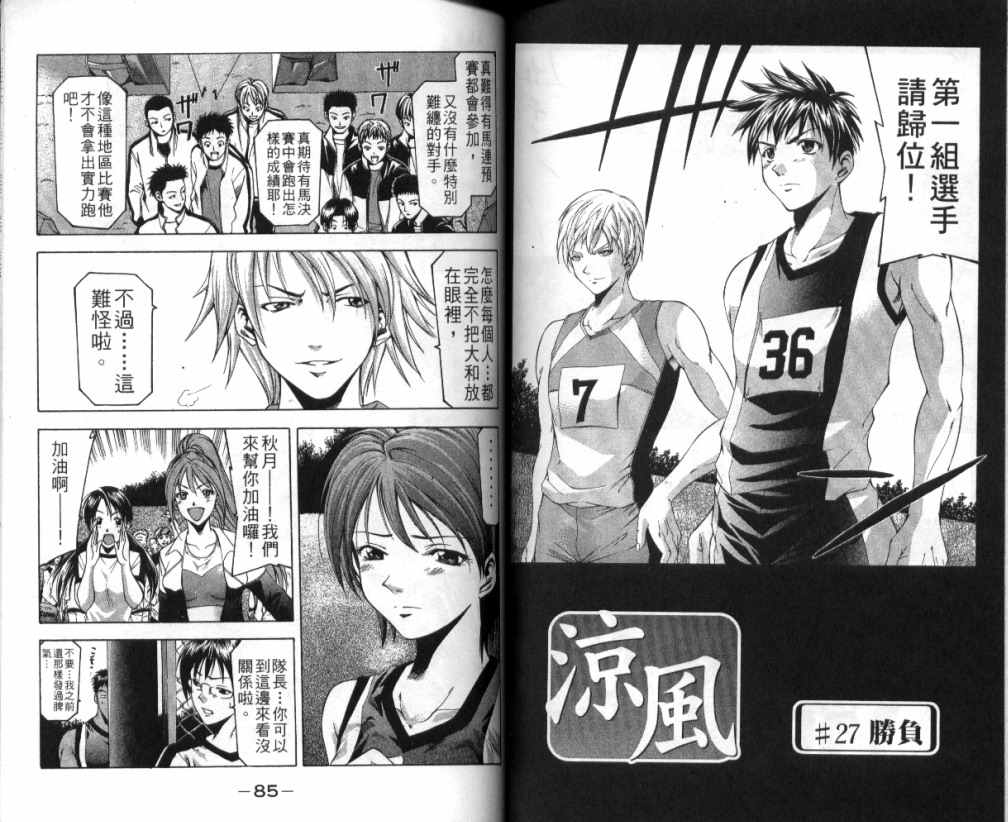 第一組選手
請歸位！
36
7
涼風
#27 勝負
真難得有馬連預
賽都會參加，
又沒有什麼特別
難纏的對手。
ザワ
ザワ
真期待有馬決
賽中會跑出怎
樣的成績耶！
像這種地區比賽他
才不會拿出實力跑
吧！
怎麼每個人…都
完全不把大和放
在眼裡，
不過……這
難怪啦。
………
秋月——！我們
來幫你加油囉！
加油啊——！
隊長…你可以
到這邊來看沒
關係啦。
不要…我之前
還那樣發過脾
氣…
－85－